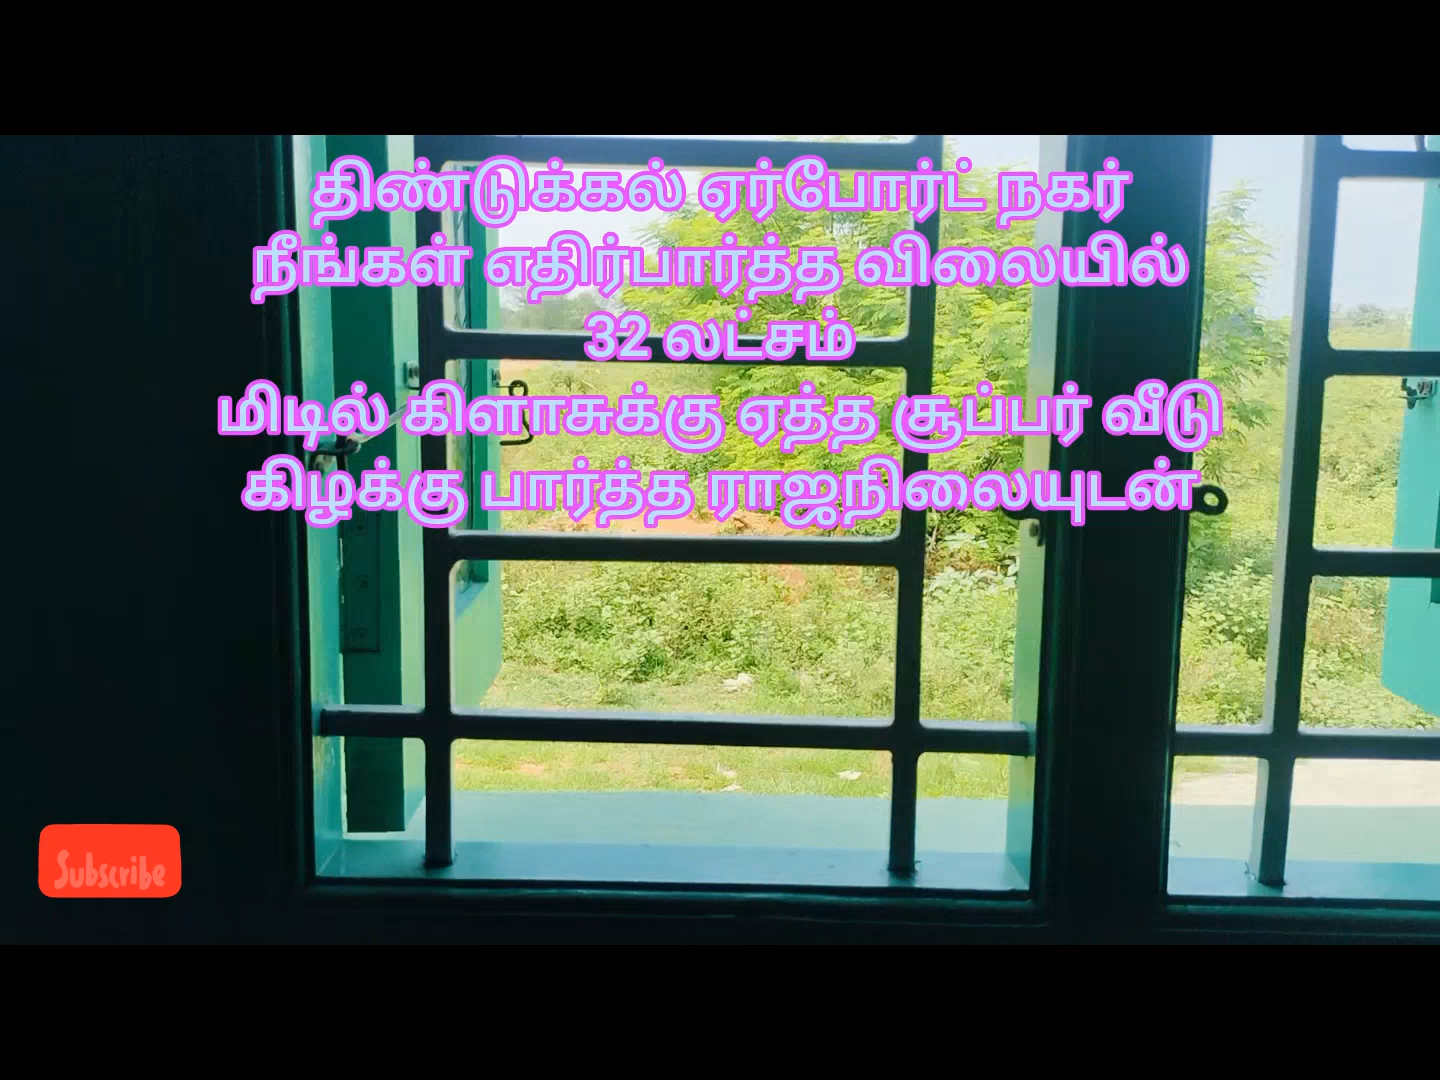 திண்டுக்கல் ஏர்போர்ட் நகர்
நீங்கள் எதிர்பார்த்த விலையில்
32 லட்சம்
மிடில் கிளாசுக்கு ஏத்த சூப்பர் வீடு
கிழக்கு பார்த்த ராஜநிலையுடன்
Subscribe